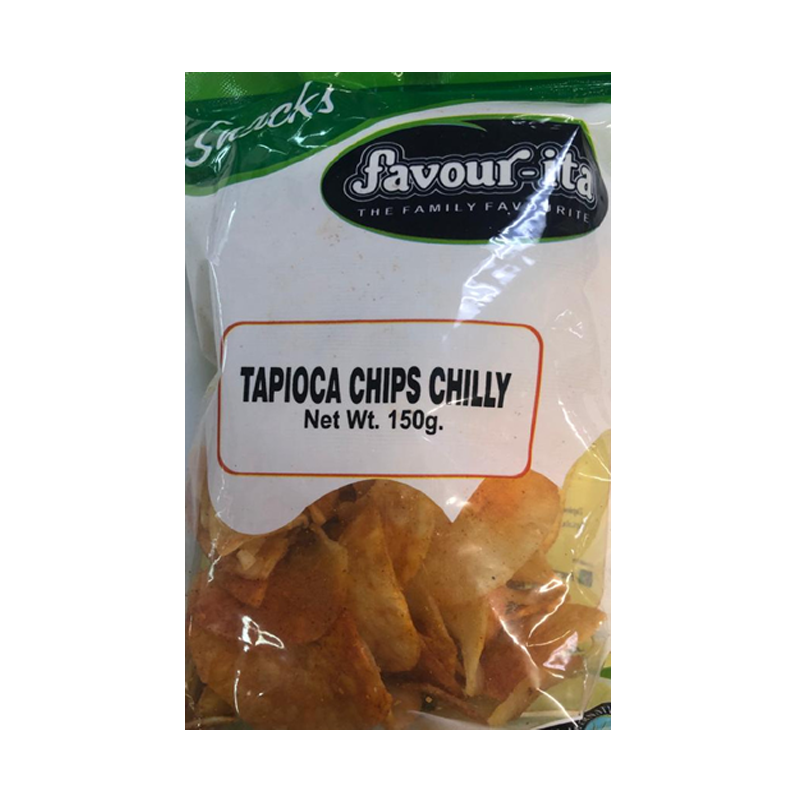 Snacks
favour-ita
THE FAMILY FAVOURITE
TAPIOCA CHIPS CHILLY
Net Wt. 150g.